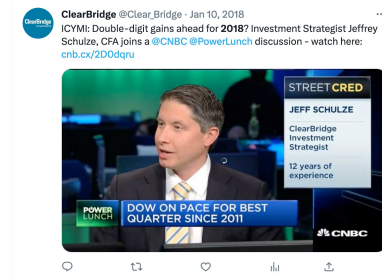 ClearBridge @Clear_Bridge · Jan 10, 2018
ICYMI: Double-digit gains ahead for 2018? Investment Strategist Jeffrey
Schulze, CFA joins a @CNBC @PowerLunch discussion - watch here:
cnb.cx/2D0dqru
STREET CRED
JEFF SCHULZE
ClearBridge
Investment
Strategist
12 years of
experience
POWER
LUNCH
DOW ON PACE FOR BEST
QUARTER SINCE 2011
CNBC